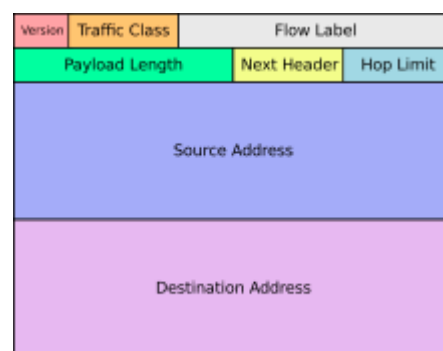 Version Traffic Class Flow Label
Payload Length Next Header Hop Limit
Source Address
Destination Address